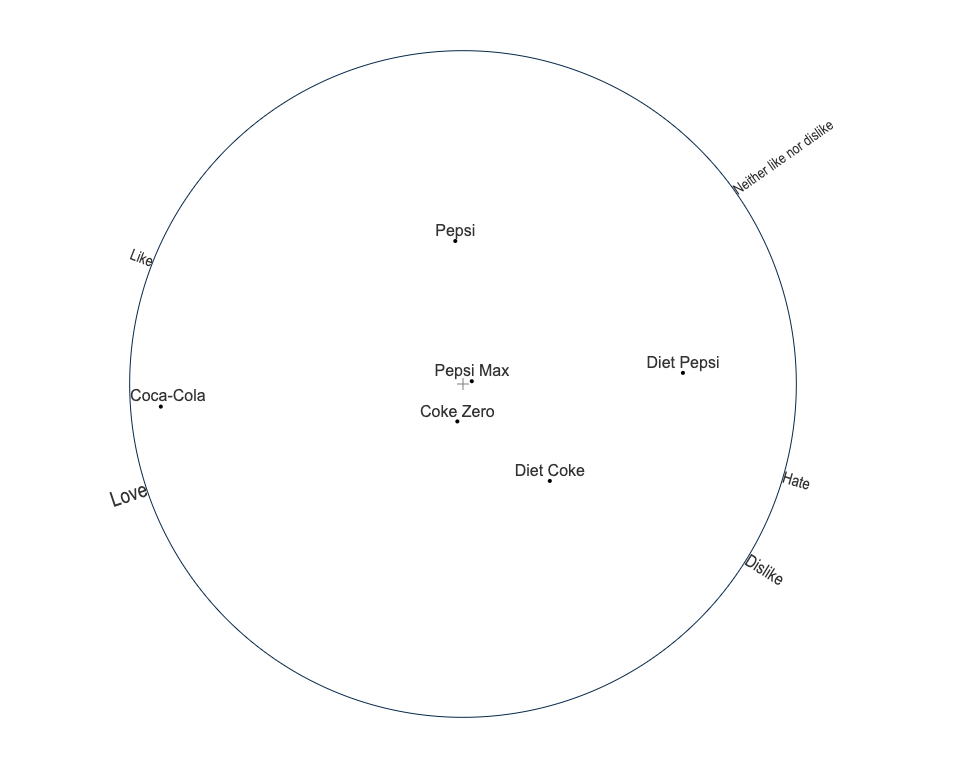 Neither like nor dislike
Pepsi
Like
Diet Pepsi
Pepsi Max
Coca-Cola
Coke Zero
Diet Coke
Hate
Love
Dislike